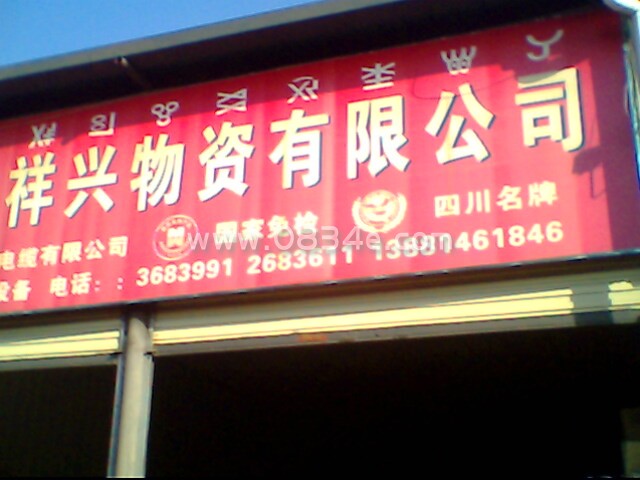 祥兴物资有限公司
电缆有限公司 国家免检 四川名牌
设备 电话：: 3683991 2683611 13881461846
www.0834e.com